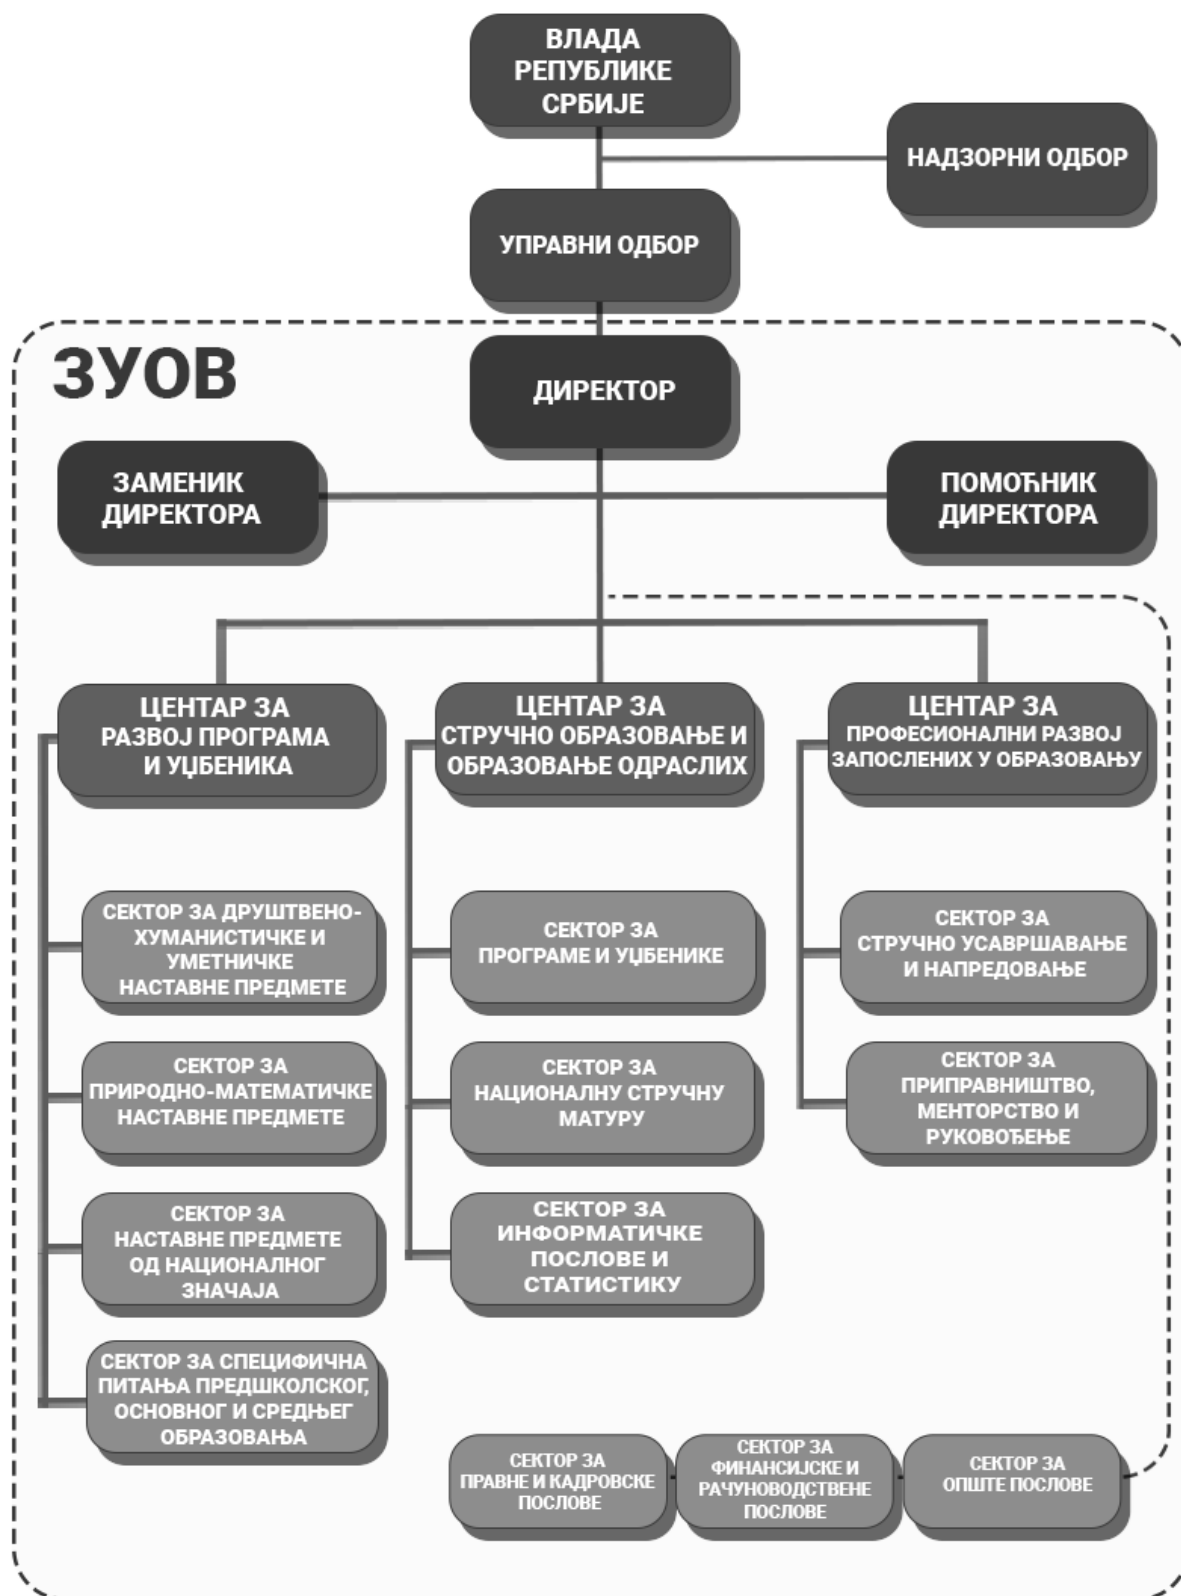 ВЛАДА
РЕПУБЛИКЕ
СРБИЈЕ
НАДЗОРНИ ОДБОР
УПРАВНИ ОДБОР
ЗУОВ
ДИРЕКТОР
ЗАМЕНИК
ДИРЕКТОРА
ПОМОЋНИК
ДИРЕКТОРА
ЦЕНТАР ЗА
РАЗВОЈ ПРОГРАМА
И УЏБЕНИКА
ЦЕНТАР ЗА
СТРУЧНО ОБРАЗОВАЊЕ И
ОБРАЗОВАЊЕ ОДРАСЛИХ
ЦЕНТАР ЗА
ПРОФЕСИОНАЛНИ РАЗВОЈ
ЗАПОСЛЕНИХ У ОБРАЗОВАЊУ
СЕКТОР ЗА ДРУШТВЕНО-
ХУМАНИСТИЧКЕ И
УМЕТНИЧКЕ
НАСТАВНЕ ПРЕДМЕТЕ
СЕКТОР ЗА
ПРОГРАМЕ И УЏБЕНИКЕ
СЕКТОР ЗА
СТРУЧНО УСАВРШАВАЊЕ
И НАПРЕДОВАЊЕ
СЕКТОР ЗА
ПРИРОДНО-МАТЕМАТИЧКЕ
НАСТАВНЕ ПРЕДМЕТЕ
СЕКТОР ЗА
НАЦИОНАЛНУ СТРУЧНУ
МАТУРУ
СЕКТОР ЗА
ПРИПРАВНИШТВО,
МЕНТОРСТВО И
РУКОВОЂЕЊЕ
СЕКТОР ЗА
НАСТАВНЕ ПРЕДМЕТЕ
ОД НАЦИОНАЛНОГ
ЗНАЧАЈА
СЕКТОР ЗА
ИНФОРМАТИЧКЕ
ПОСЛОВЕ И
СТАТИСТИКУ
СЕКТОР ЗА СПЕЦИФИЧНА
ПИТАЊА ПРЕДШКОЛСКОГ,
ОСНОВНОГ И СРЕДЊЕГ
ОБРАЗОВАЊА
СЕКТОР ЗА
ПРАВНЕ И КАДРОВСКЕ
ПОСЛОВЕ
СЕКТОР ЗА
ФИНАНСИЈСКЕ И
РАЧУНОВОДСТВЕНЕ
ПОСЛОВЕ
СЕКТОР ЗА
ОПШТЕ ПОСЛОВЕ